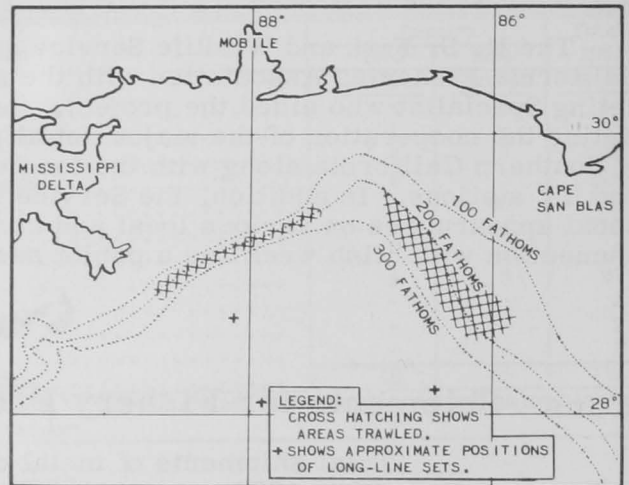 88°
86°
MOBILE
30°
MISSISSIPPI
DELTA
CAPE
SAN BLAS
100 FATHOMS
200 FATHOMS
300 FATHOMS
LEGEND:
CROSS HATCHING SHOWS
AREAS TRAWLED.
+ SHOWS APPROXIMATE POSITIONS
OF LONG-LINE SETS.
28°